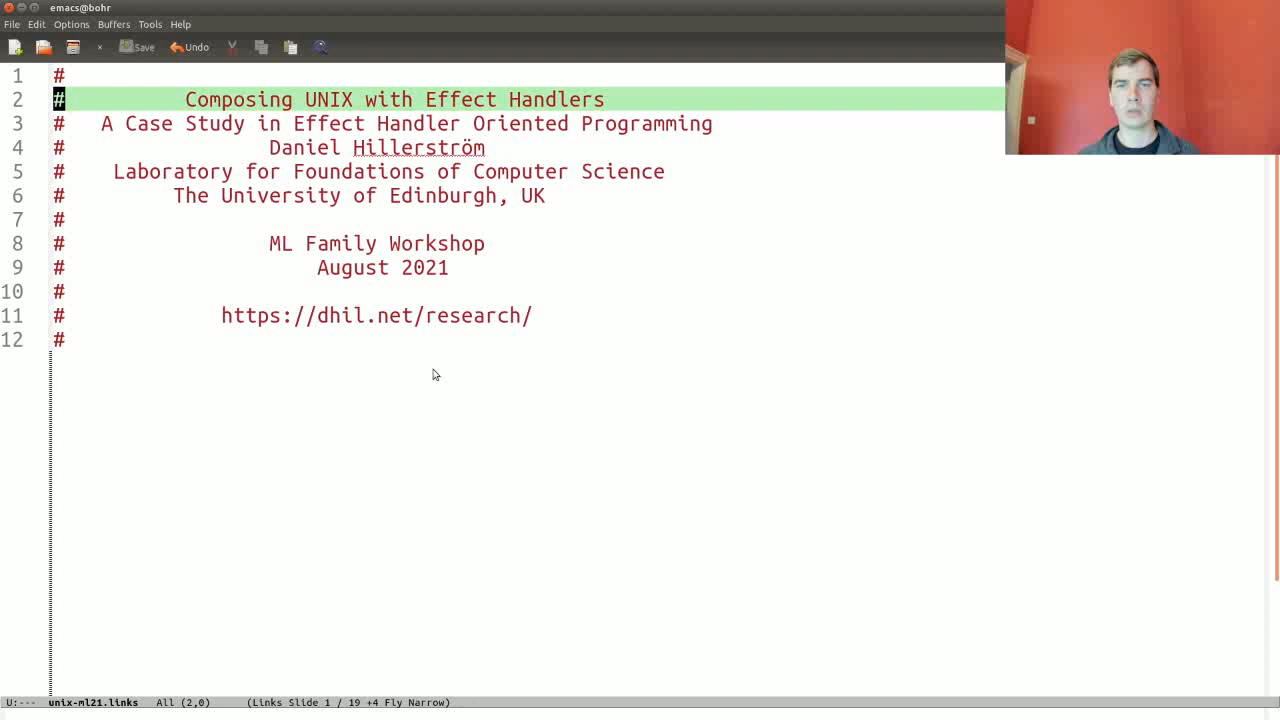 emacs@bohr
File Edit Options Buffers Tools Help
Save Undo
1 #
2 # Composing UNIX with Effect Handlers
3 # A Case Study in Effect Handler Oriented Programming
4 # Daniel Hillerström
5 # Laboratory for Foundations of Computer Science
6 # The University of Edinburgh, UK
7 #
8 # ML Family Workshop
9 # August 2021
10 #
11 # https://dhil.net/research/
12 #
U:--- unix-ml21.links All (2,0) (Links Slide 1 / 19 +4 Fly Narrow)